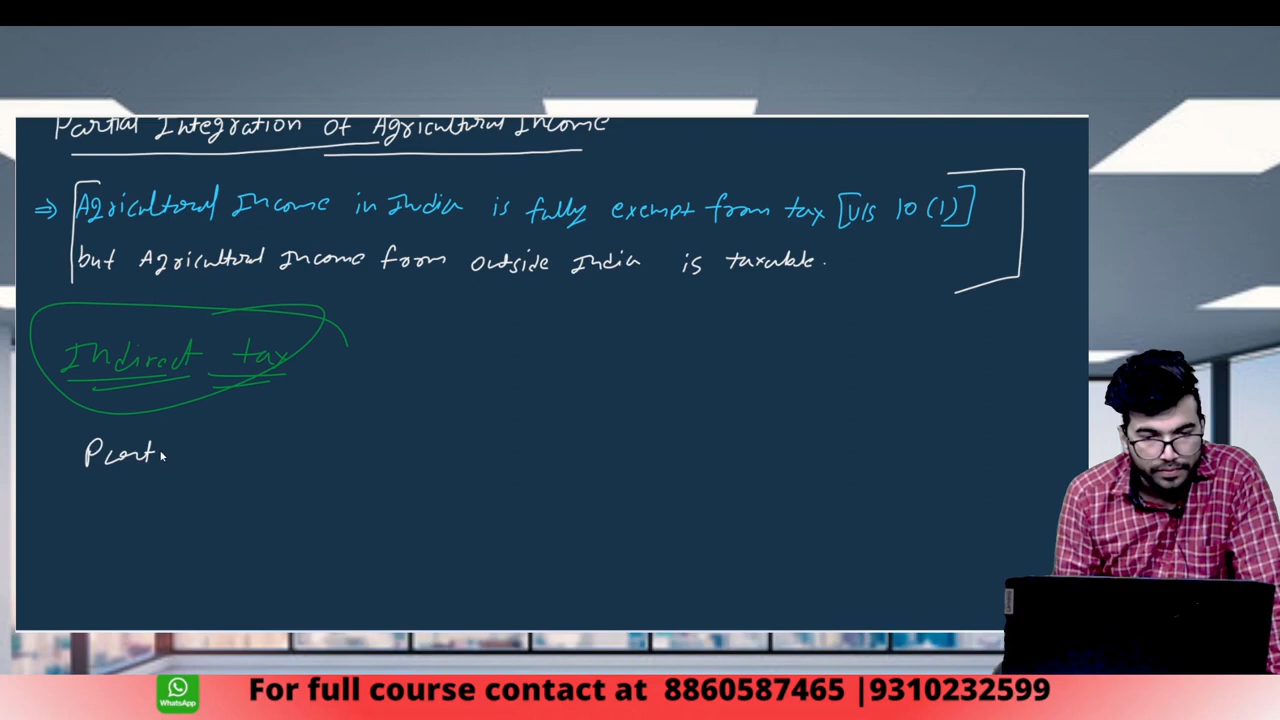 Partial Integration of Agricultural Income
⇒ Agricultural Income in India is fully exempt from tax [U/s 10 (1)]
but Agricultural Income from outside India is taxable.
Indirect tax
Part
WhatsApp
For full course contact at 8860587465 |9310232599